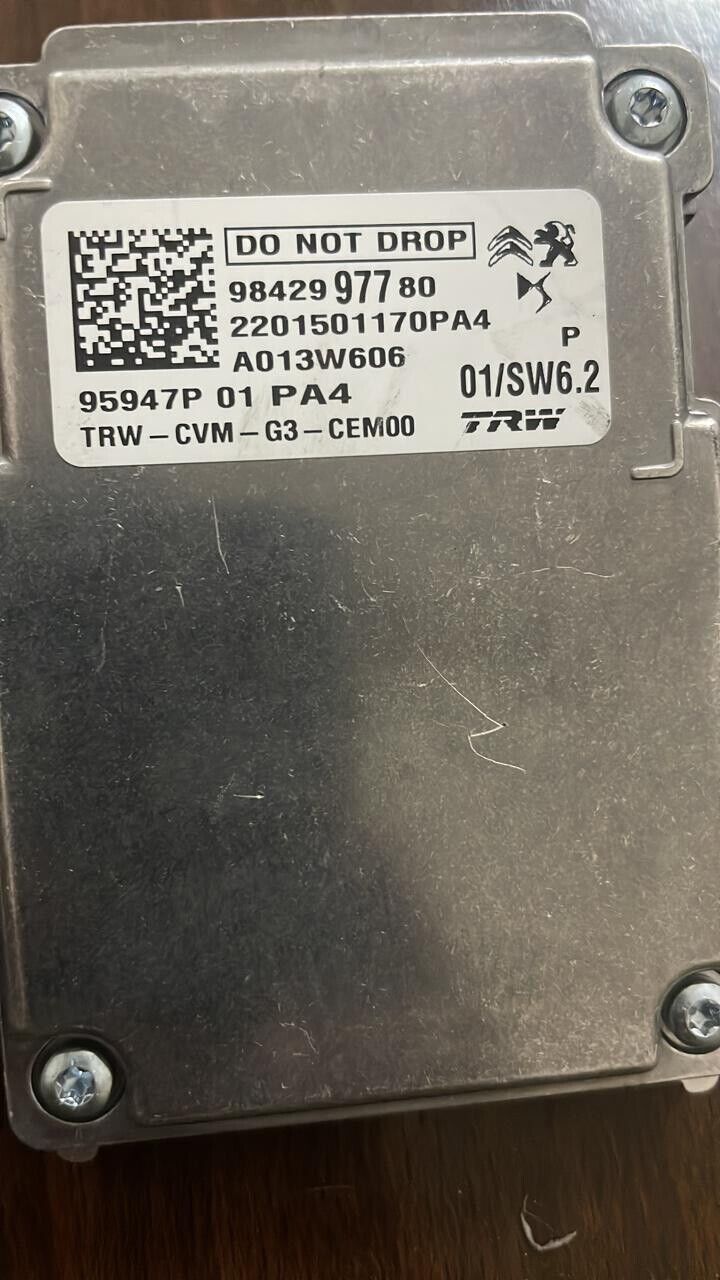 DO NOT DROP
98429 977 80
2201501170PA4
P
A013W606
95947P 01 PA4
01/SW6.2
TRW-CVM-G3-CEM00
TRW